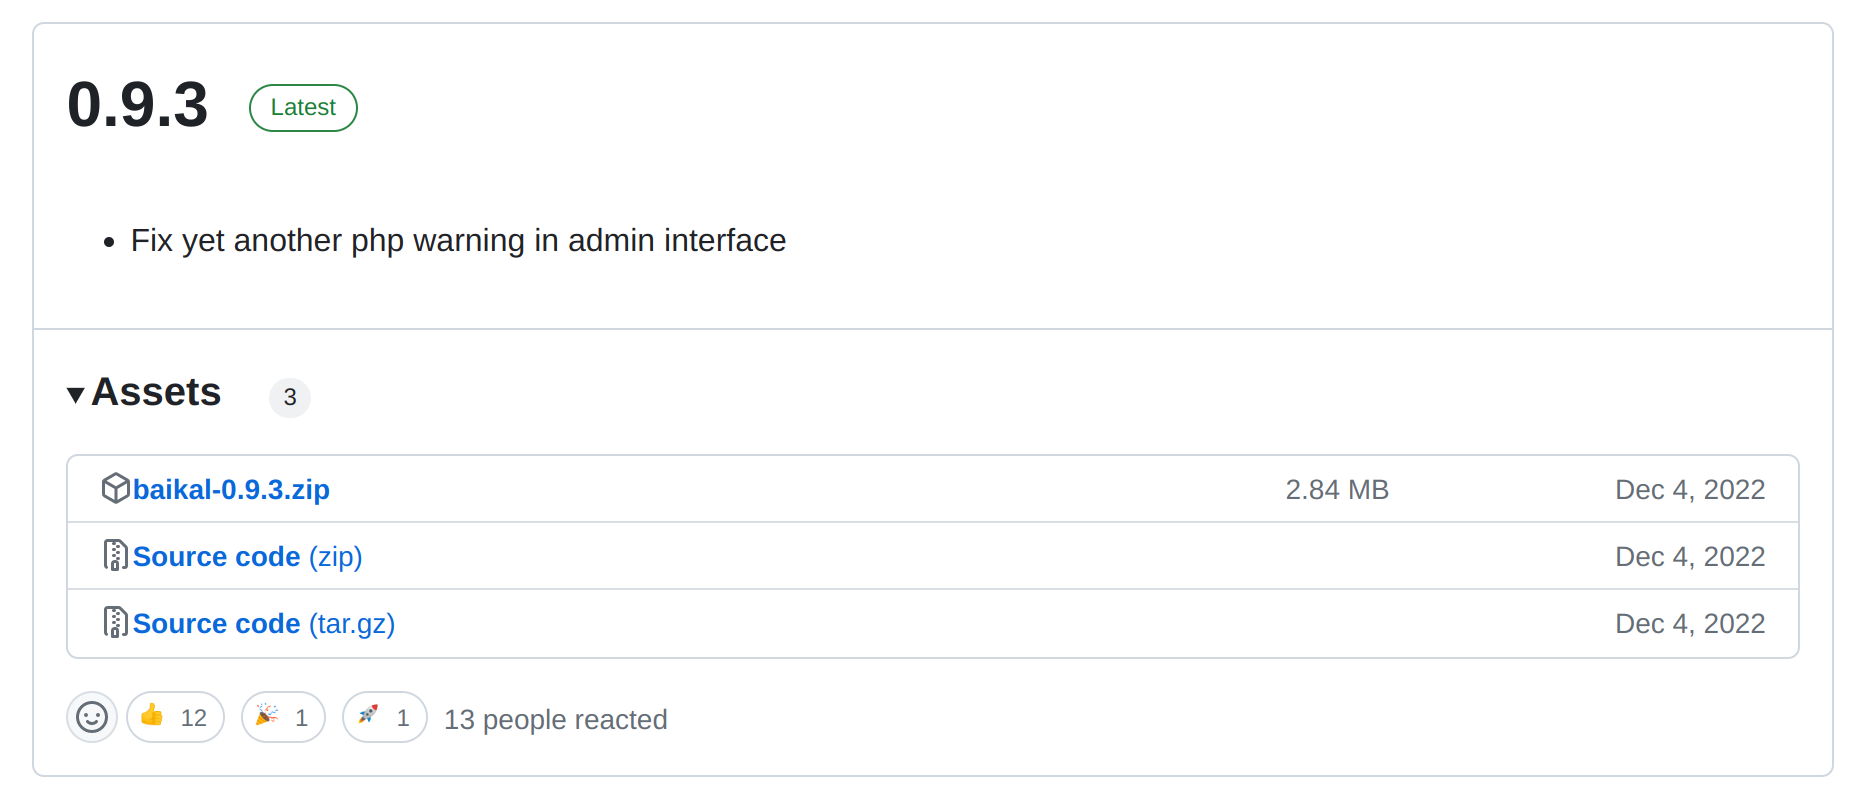 0.9.3 Latest
• Fix yet another php warning in admin interface
Assets 3
baikal-0.9.3.zip 2.84 MB Dec 4, 2022
Source code (zip) Dec 4, 2022
Source code (tar.gz) Dec 4, 2022
👍 12 🎉 1 🚀 1 13 people reacted